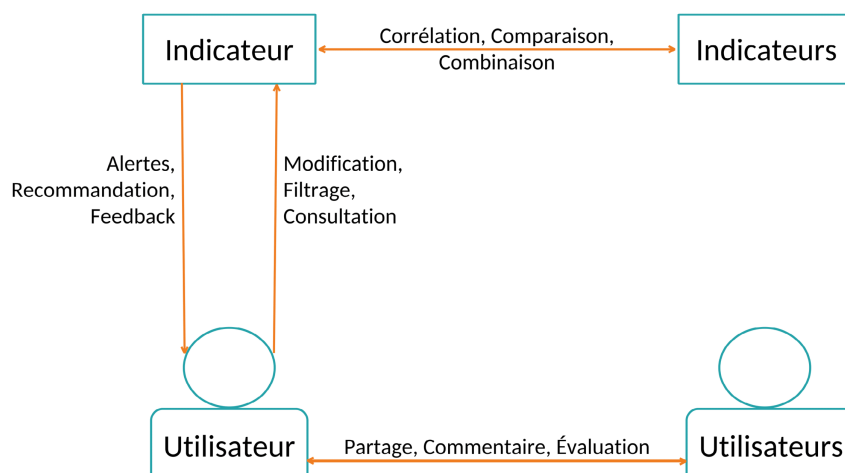 Indicateur
Corrélation, Comparaison,
Combinaison
Indicateurs
Alertes,
Recommandation,
Feedback
Modification,
Filtrage,
Consultation
Utilisateur
Partage, Commentaire, Évaluation
Utilisateurs